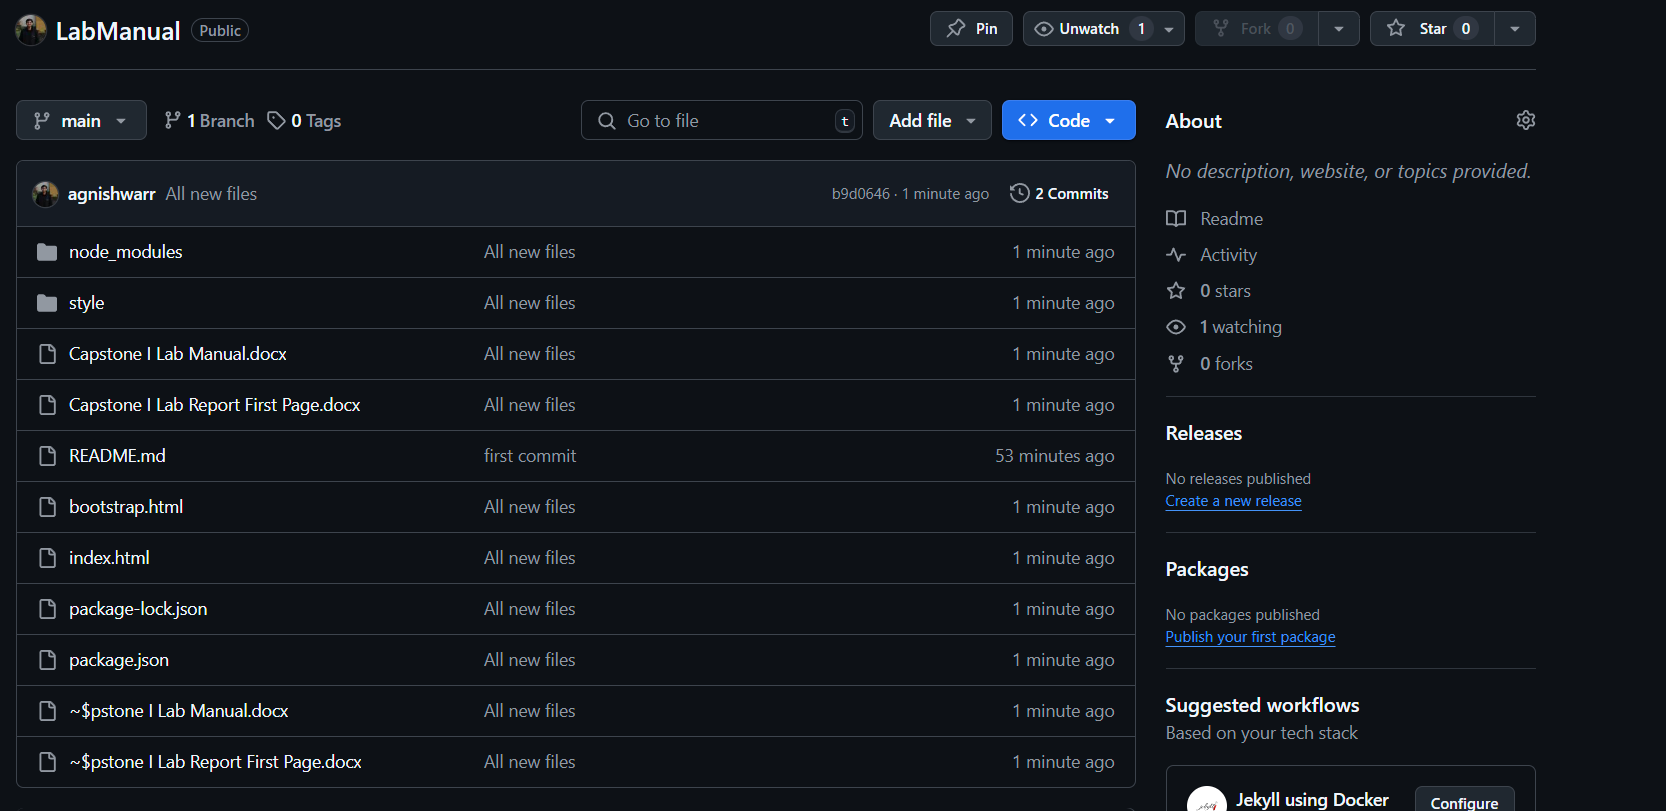 LabManual Public Pin Unwatch 1 Fork 0 Star 0
main 1 Branch 0 Tags Go to file t Add file Code
agnishwarr All new files b9d0646 · 1 minute ago 2 Commits
node_modules All new files 1 minute ago
style All new files 1 minute ago
Capstone I Lab Manual.docx All new files 1 minute ago
Capstone I Lab Report First Page.docx All new files 1 minute ago
README.md first commit 53 minutes ago
bootstrap.html All new files 1 minute ago
index.html All new files 1 minute ago
package-lock.json All new files 1 minute ago
package.json All new files 1 minute ago
~$pstone I Lab Manual.docx All new files 1 minute ago
~$pstone I Lab Report First Page.docx All new files 1 minute ago
About
No description, website, or topics provided.
Readme
Activity
0 stars
1 watching
0 forks
Releases
No releases published
Create a new release
Packages
No packages published
Publish your first package
Suggested workflows
Based on your tech stack
Jekyll using Docker Configure